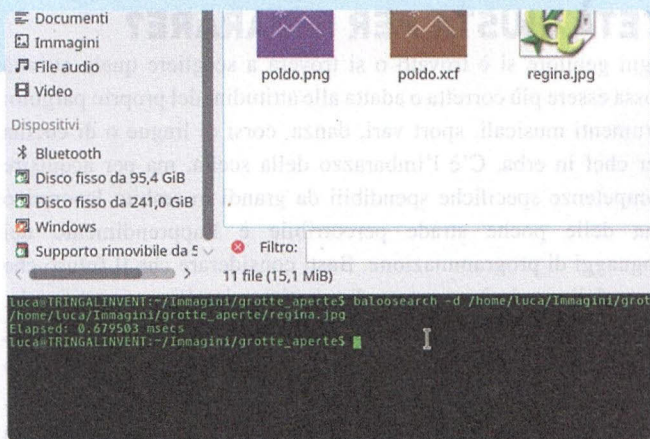 Documenti
Immagini
File audio
Video
Dispositivi
Bluetooth
Disco fisso da 95,4 GiB
Disco fisso da 241,0 GiB
Windows
Supporto rimovibile da 5
poldo.png
poldo.xcf
regina.jpg
Filtro:
11 file (15,1 MiB)
luca@TRINGALINVENT:~/Immagini/grotte_aperte$ baloosearch -d /home/luca/Immagini/grot
/home/luca/Immagini/grotte_aperte/regina.jpg
Elapsed: 0.679503 msecs
luca@TRINGALINVENT:~/Immagini/grotte_aperte$